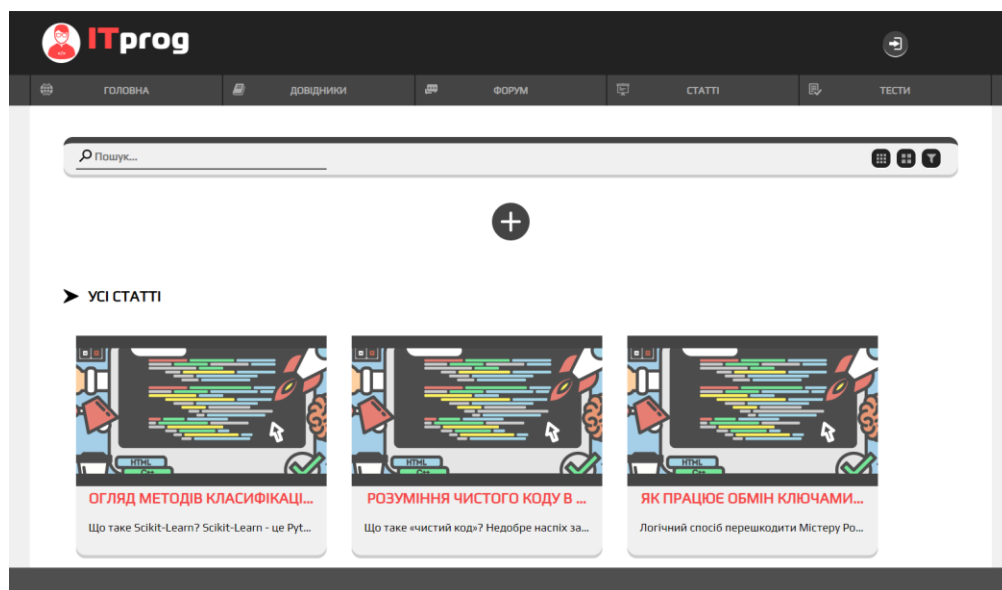 ITprog
ГОЛОВНА ДОВІДНИКИ ФОРУМ СТАТТІ ТЕСТИ
Пошук...
УСІ СТАТТІ
HTML
C++
HTML
C++
HTML
C++
ОГЛЯД МЕТОДІВ КЛАСИФІКАЦІ...
Що таке Scikit-Learn? Scikit-Learn - це Pyt...
РОЗУМІННЯ ЧИСТОГО КОДУ В ...
Що таке «чистий код»? Недобре наспіх за...
ЯК ПРАЦЮЄ ОБМІН КЛЮЧАМИ...
Логічний спосіб перешкодити Містеру Ро...